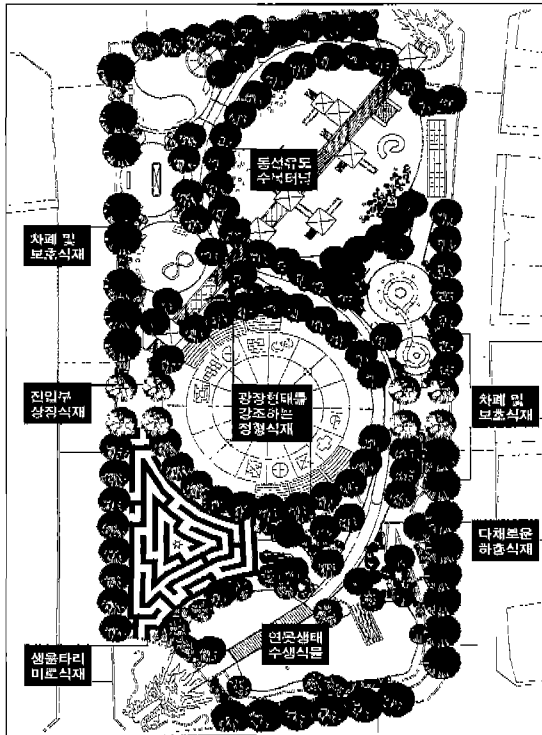 동선유도
수목터널
차폐 및
보호식재
진입부
상징식재
광장형태를
강조하는
정형식재
차폐 및
보호식재
다채로운
하층식재
생울타리
미로식재
연못생태
수생식물